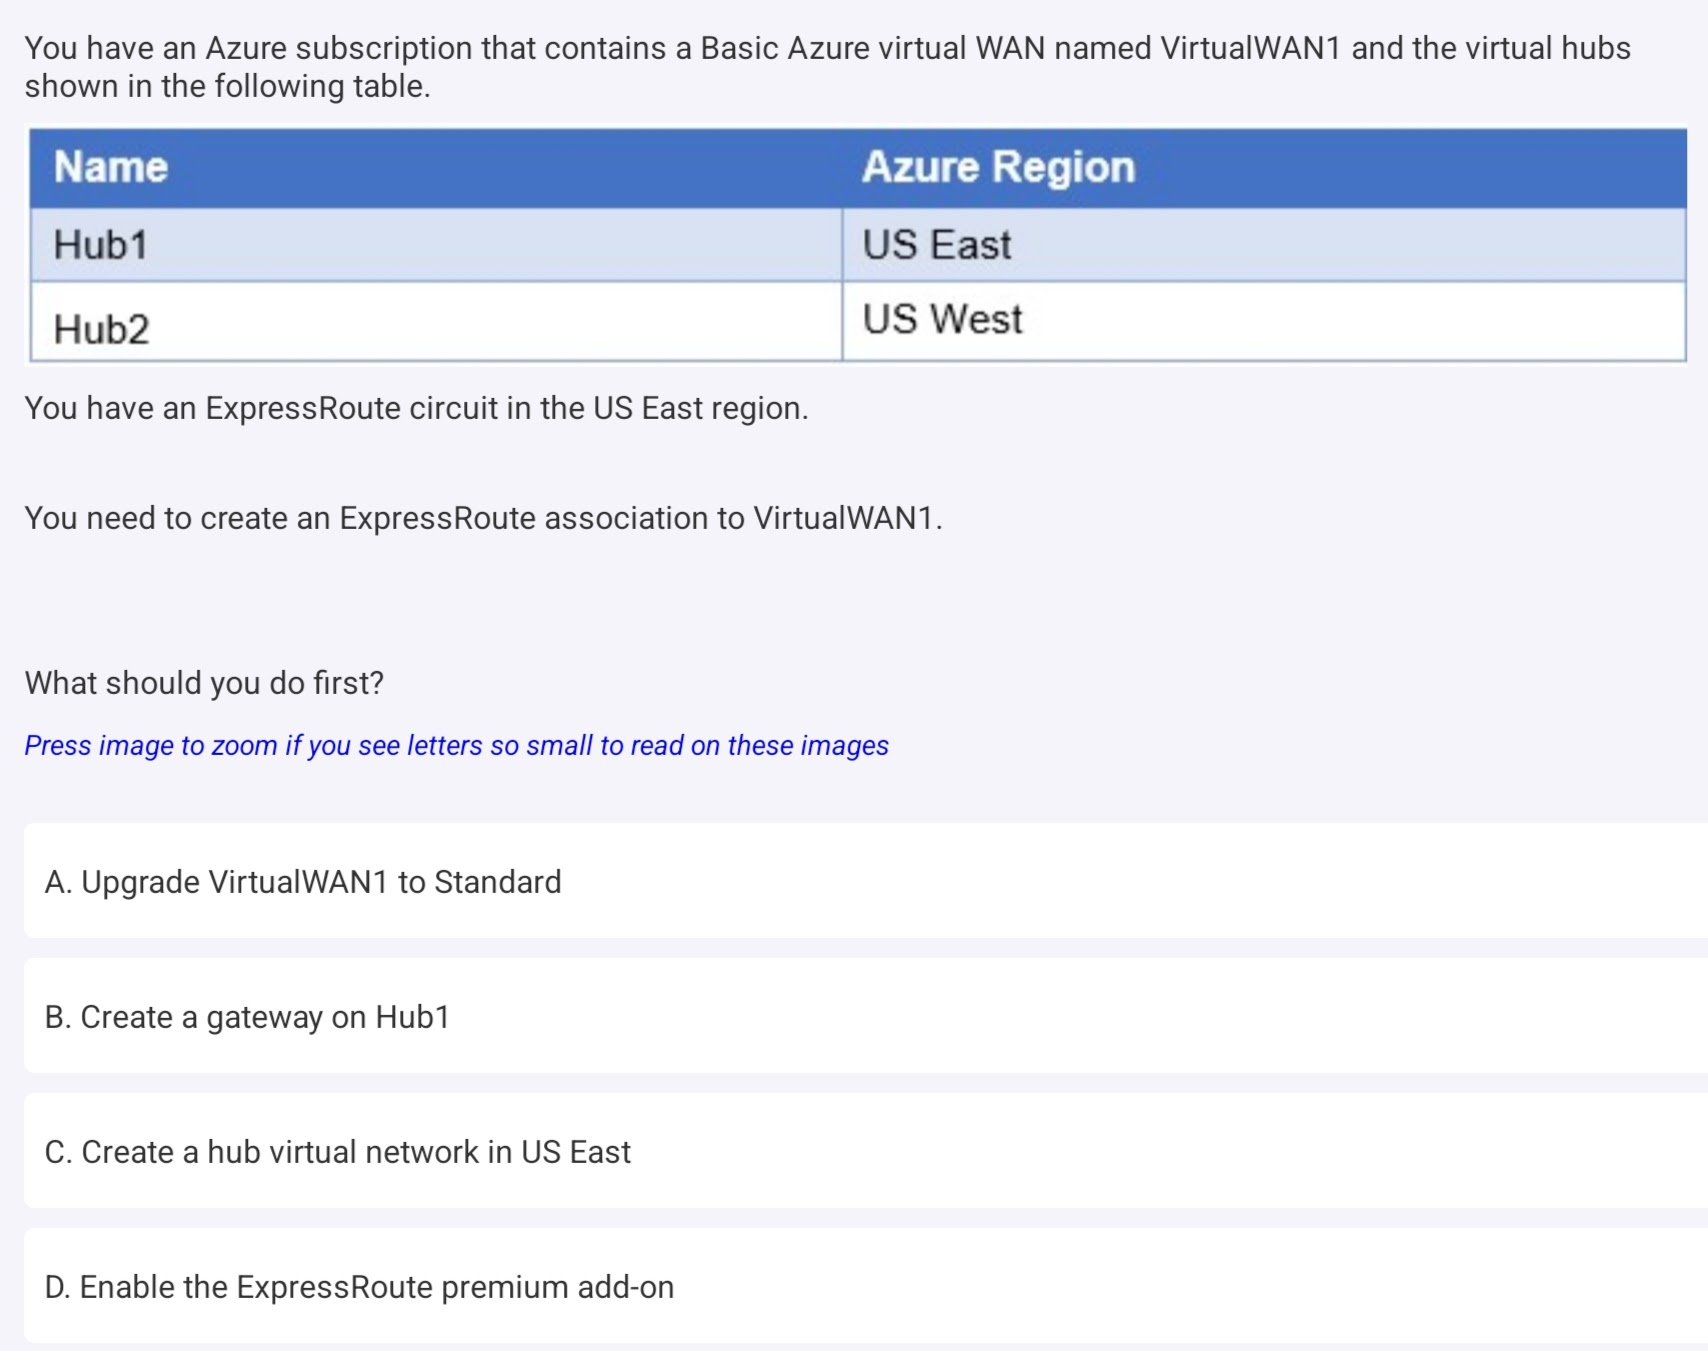 You have an Azure subscription that contains a Basic Azure virtual WAN named VirtualWAN1 and the virtual hubs
shown in the following table.
Name Azure Region
Hub1 US East
Hub2 US West
You have an ExpressRoute circuit in the US East region.
You need to create an ExpressRoute association to VirtualWAN1.
What should you do first?
Press image to zoom if you see letters so small to read on these images
A. Upgrade VirtualWAN1 to Standard
B. Create a gateway on Hub1
C. Create a hub virtual network in US East
D. Enable the ExpressRoute premium add-on